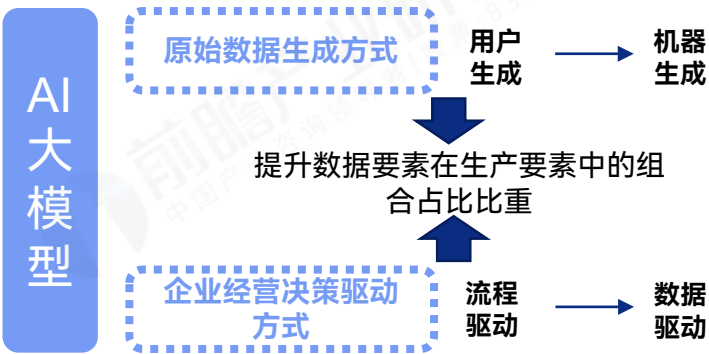 AI
大
模
型
原始数据生成方式
用户
生成
机器
生成
提升数据要素在生产要素中的组
合占比比重
企业经营决策驱动
方式
流程
驱动
数据
驱动